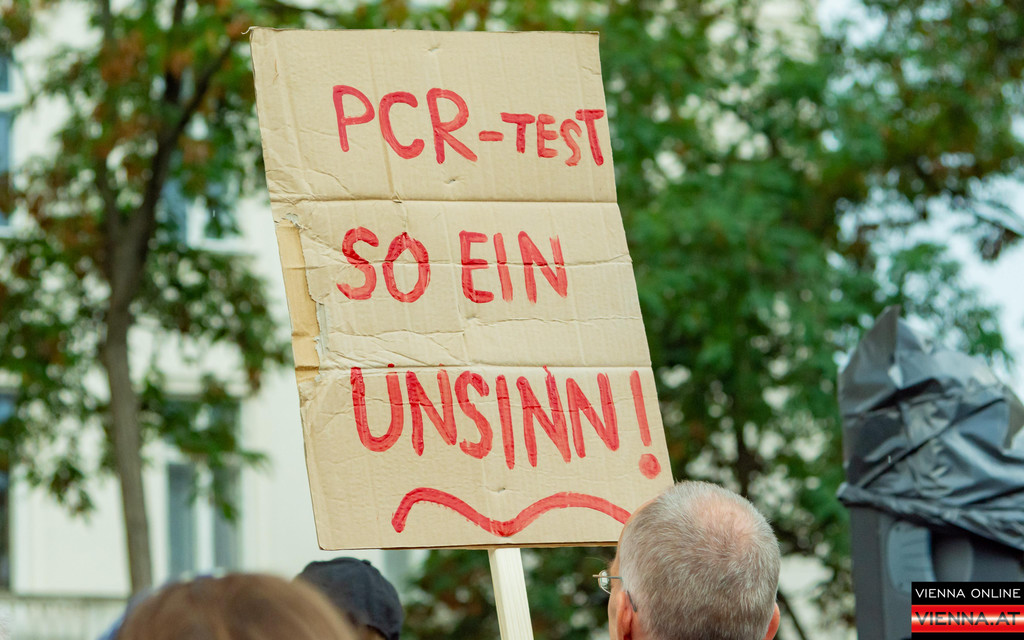 PCR-TEST
SO EIN
UNSINN!
VIENNA ONLINE
VIENNA.AT